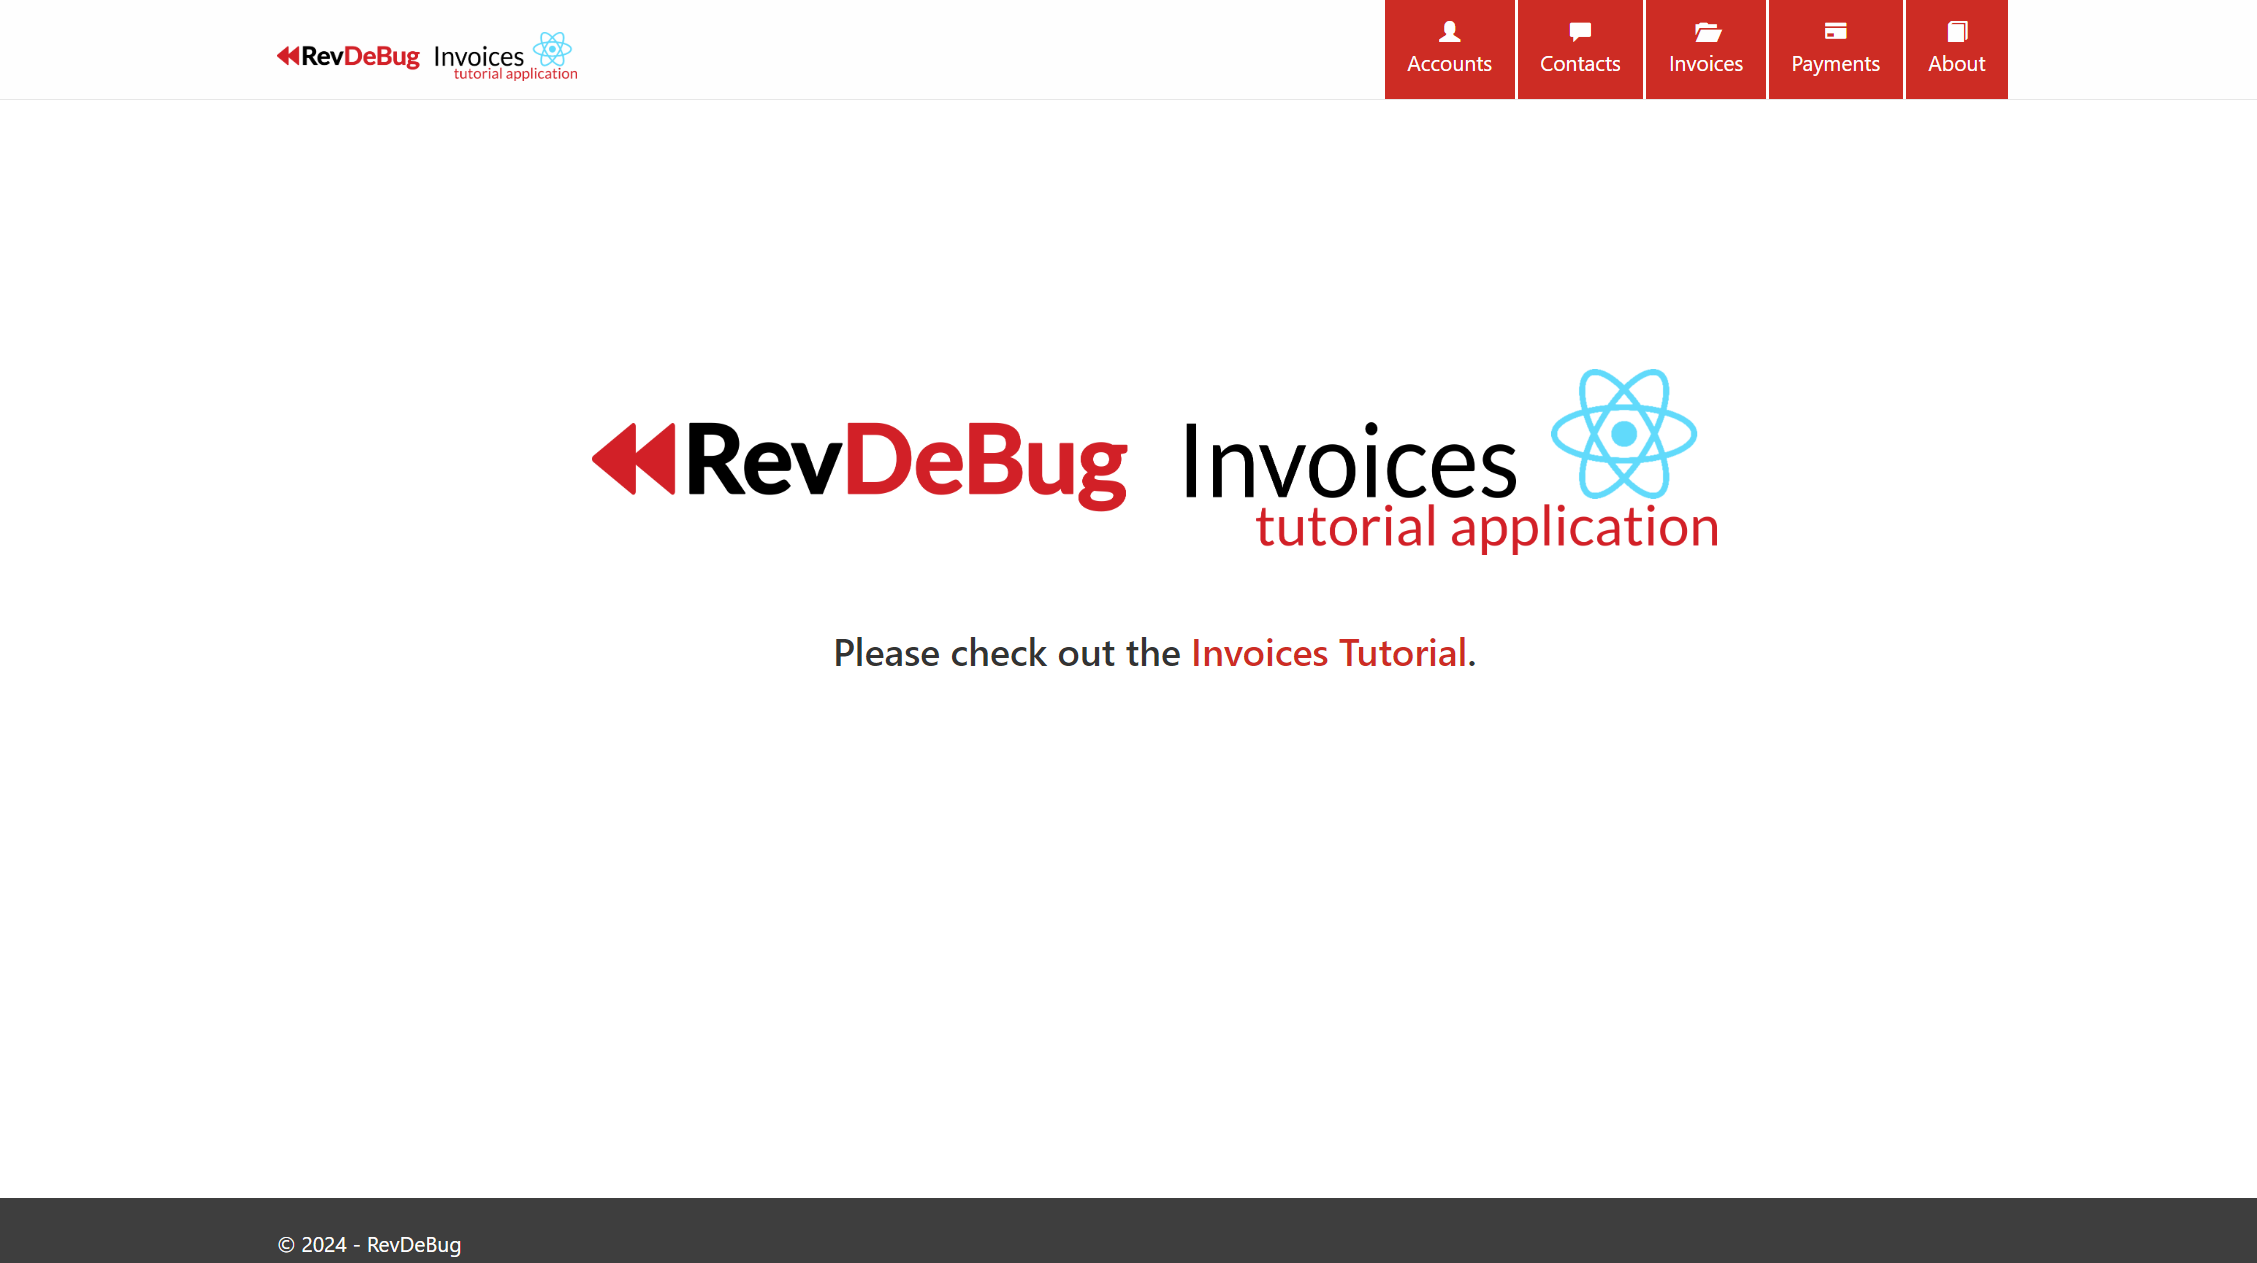 RevDeBug Invoices
tutorial application
Accounts
Contacts
Invoices
Payments
About
RevDeBug Invoices
tutorial application
Please check out the Invoices Tutorial.
© 2024 - RevDeBug